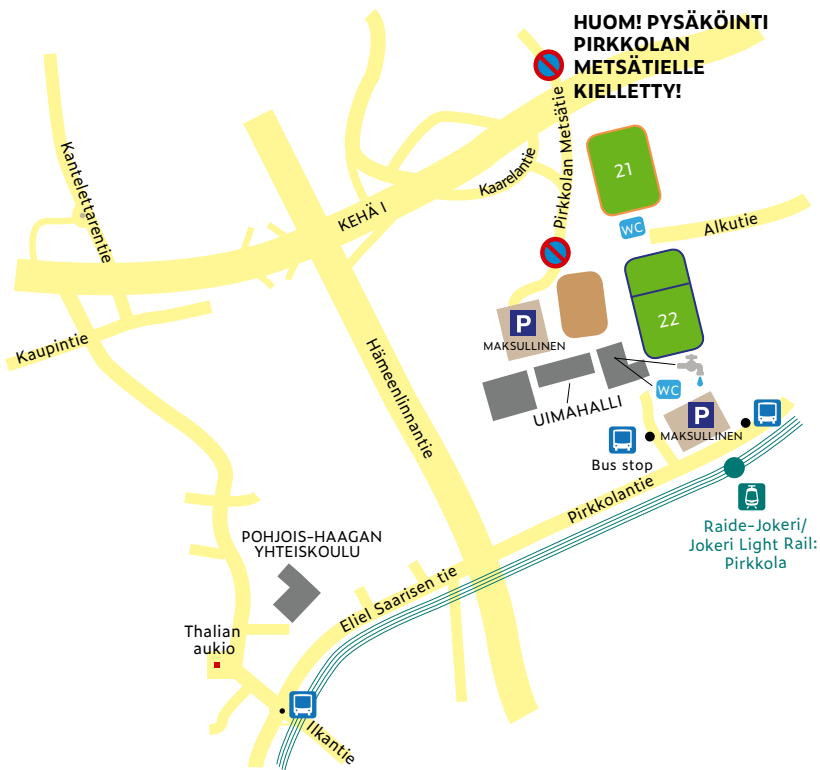 HUOM! PYSÄKÖINTI
PIRKKOLAN
METSÄTIELLE
KIELLETTY!
Kantelettarentie
Pirkkolan Metsätie
Kaarelantie
21
KEHÄ I
WC
Alkutie
22
P
MAKSULLINEN
Kaupintie
Hämeenlinnantie
WC
UIMAHALLI
P
MAKSULLINEN
Bus stop
Pirkkolantie
Raide-Jokeri/
Jokeri Light Rail:
Pirkkola
POHJOIS-HAAGAN
YHTEISKOULU
Eliel Saarisen tie
Thalian
aukio
Ilkantie